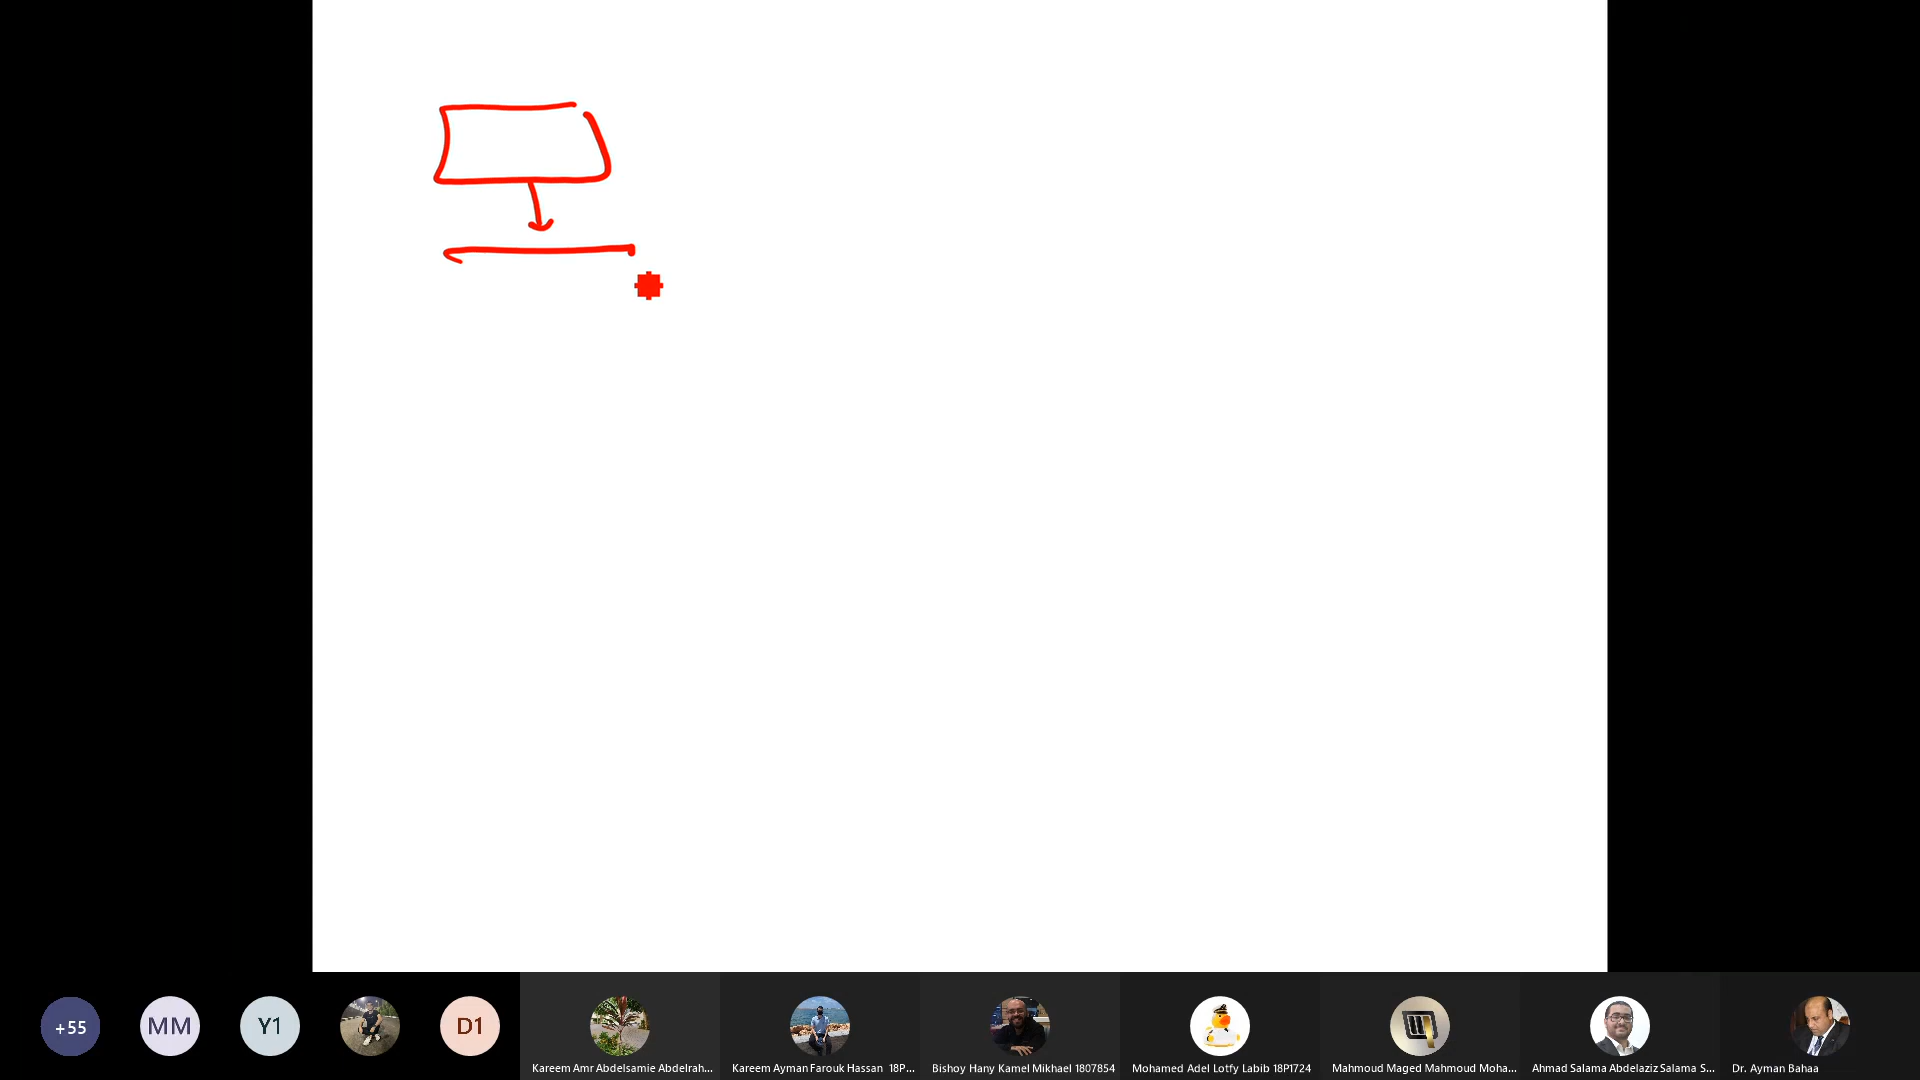 +55
MM
Y1
D1
Kareem Amr Abdelsamie Abdelrah...
Kareem Ayman Farouk Hassan 18P...
Bishoy Hany Kamel Mikhael 1807854
Mohamed Adel Lotfy Labib 18P1724
Mahmoud Maged Mahmoud Moha...
Ahmad Salama Abdelaziz Salama S...
Dr. Ayman Bahaa